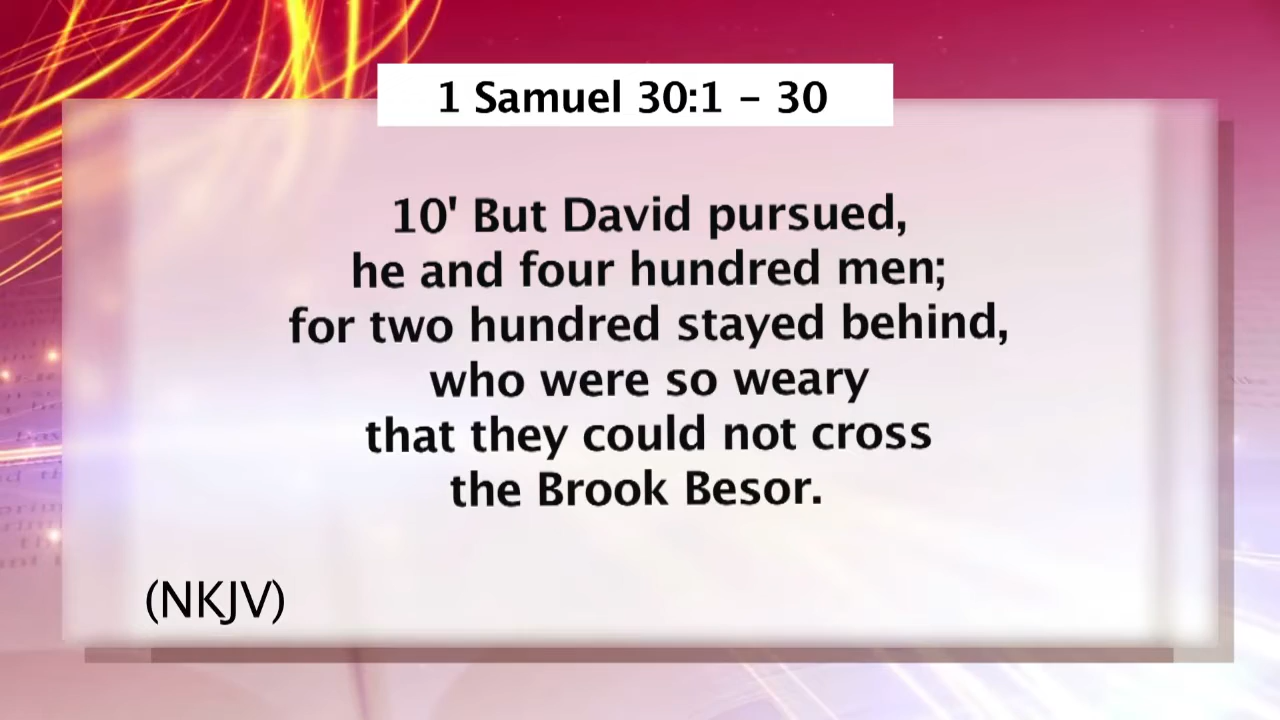 1 Samuel 30:1 – 30
10' But David pursued,
he and four hundred men;
for two hundred stayed behind,
who were so weary
that they could not cross
the Brook Besor.
(NKJV)